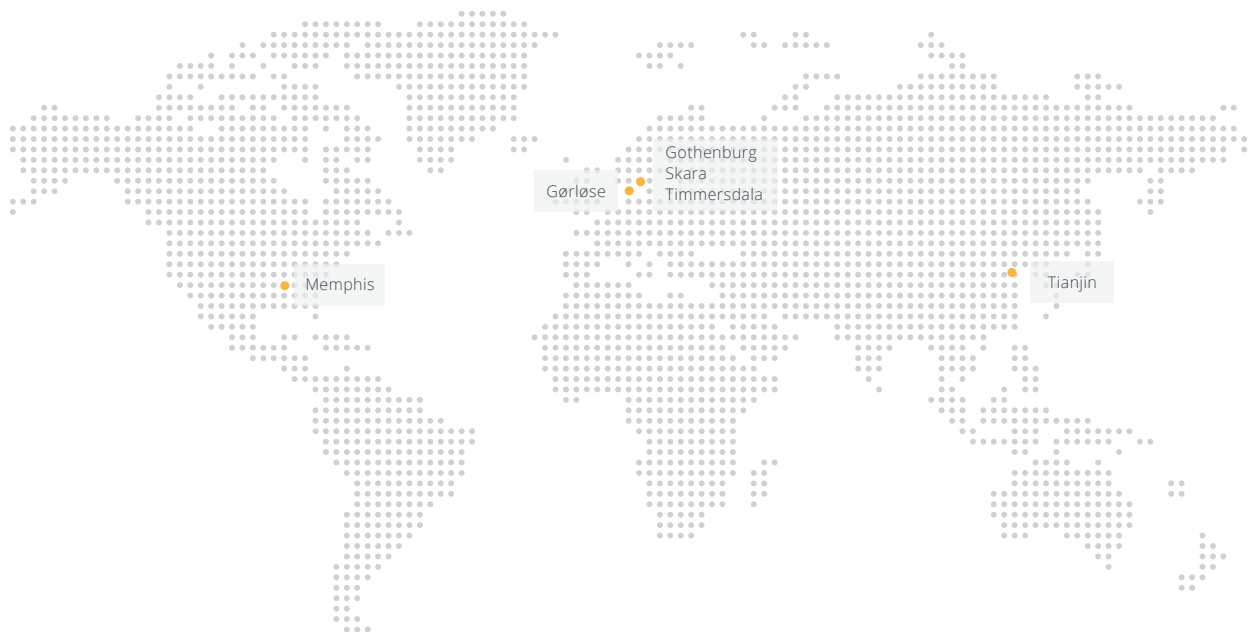 Gothenburg
Skara
Timmersdala
Gørløse
Memphis
Tianjin